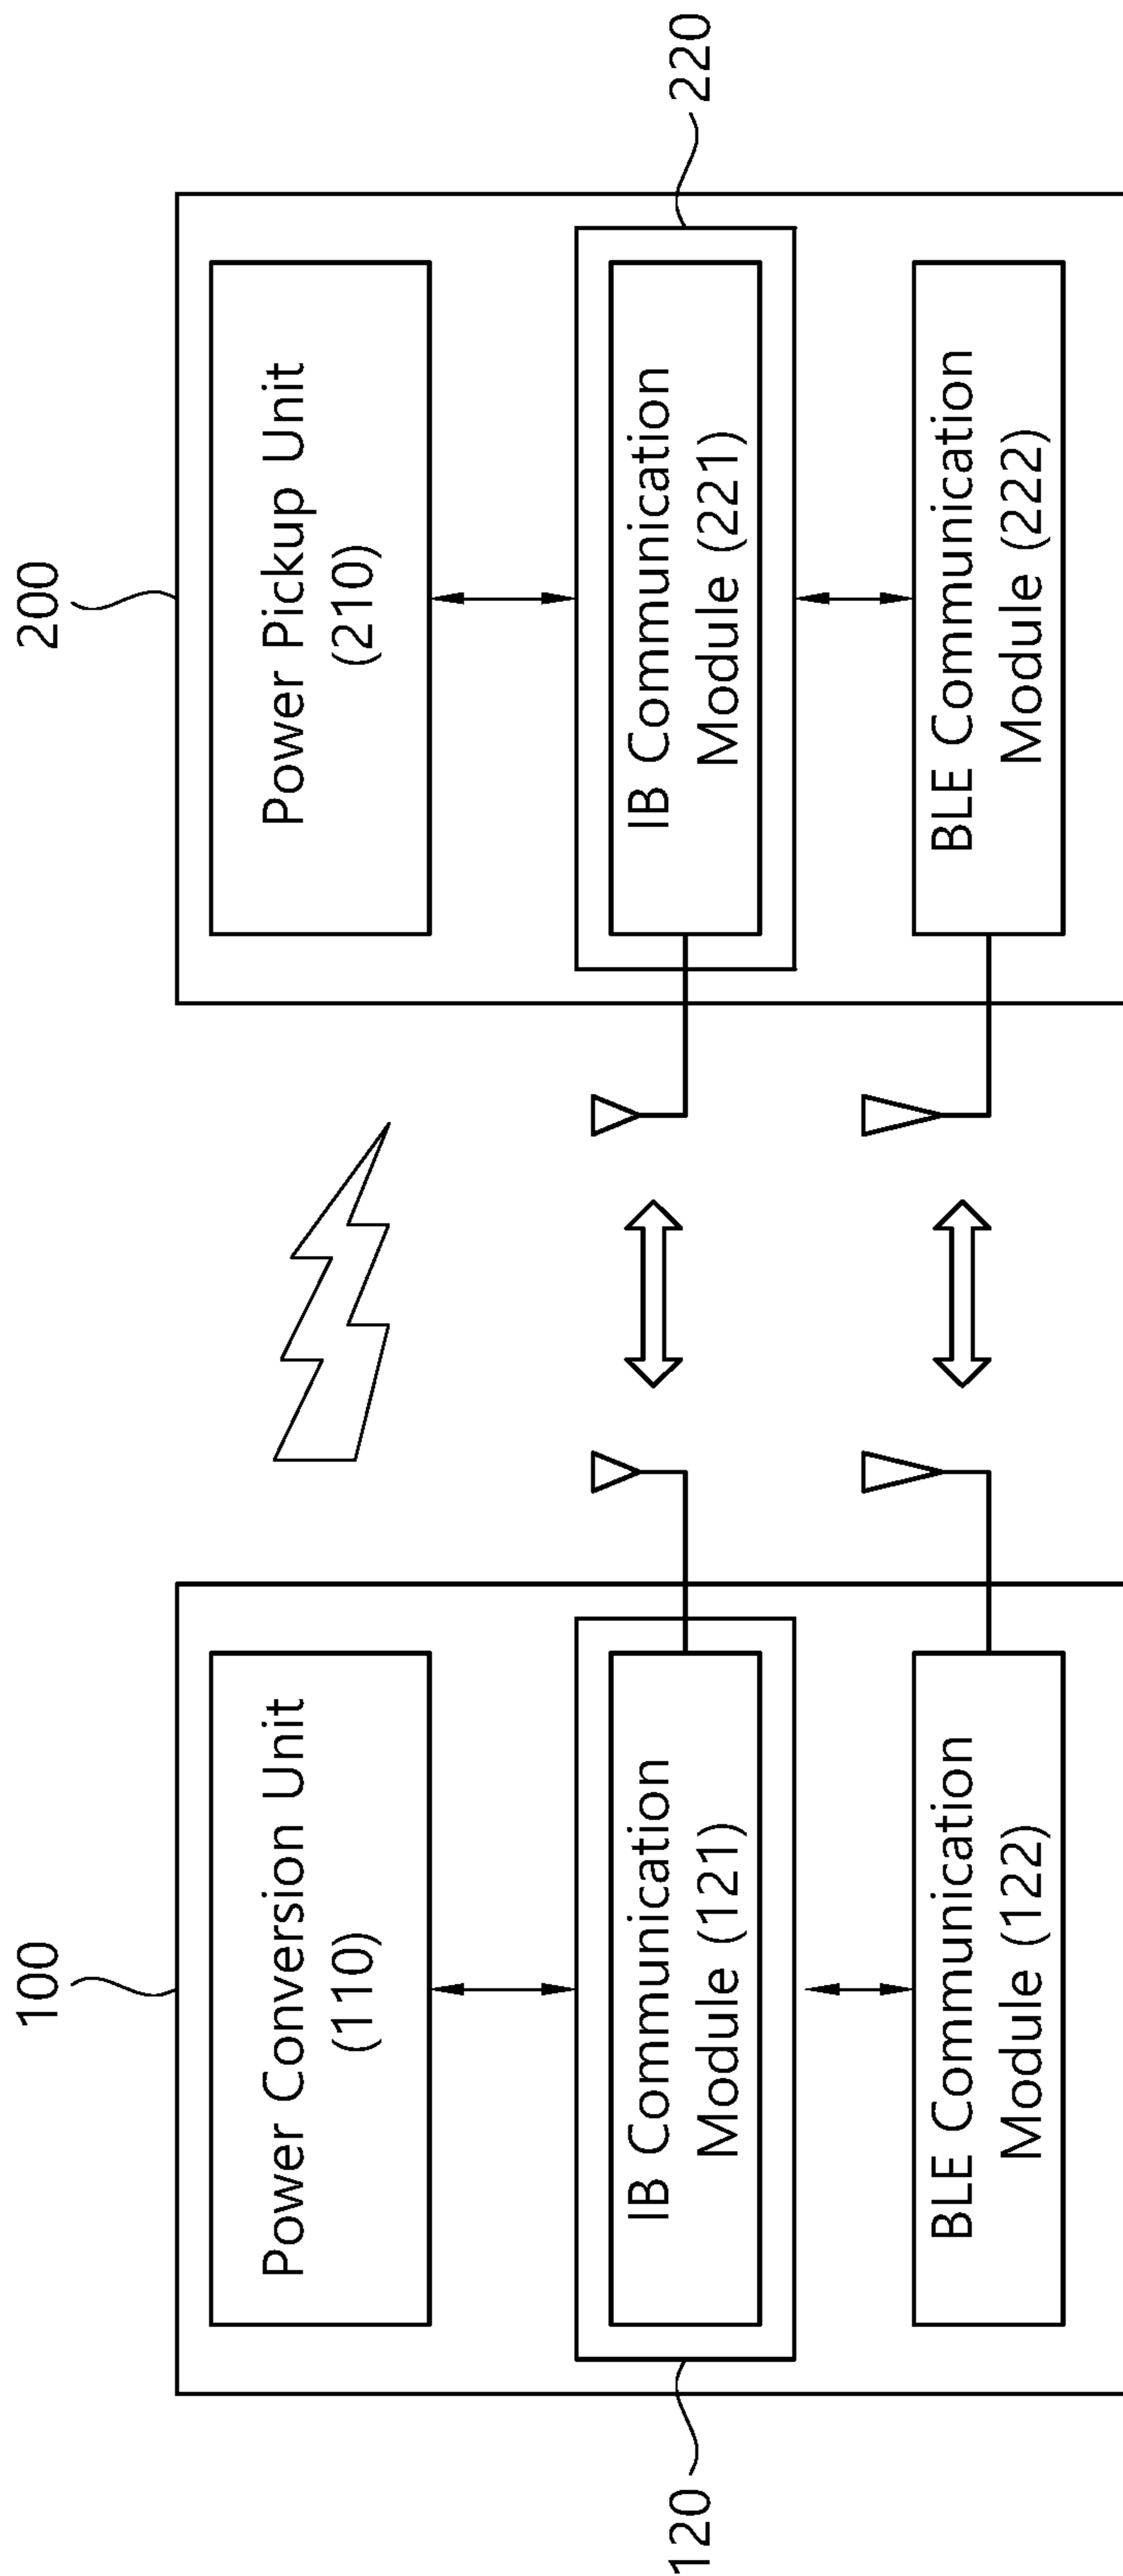 100
Power Conversion Unit
(110)
120
IB Communication
Module (121)
BLE Communication
Module (122)
200
Power Pickup Unit
(210)
220
IB Communication
Module (221)
BLE Communication
Module (222)